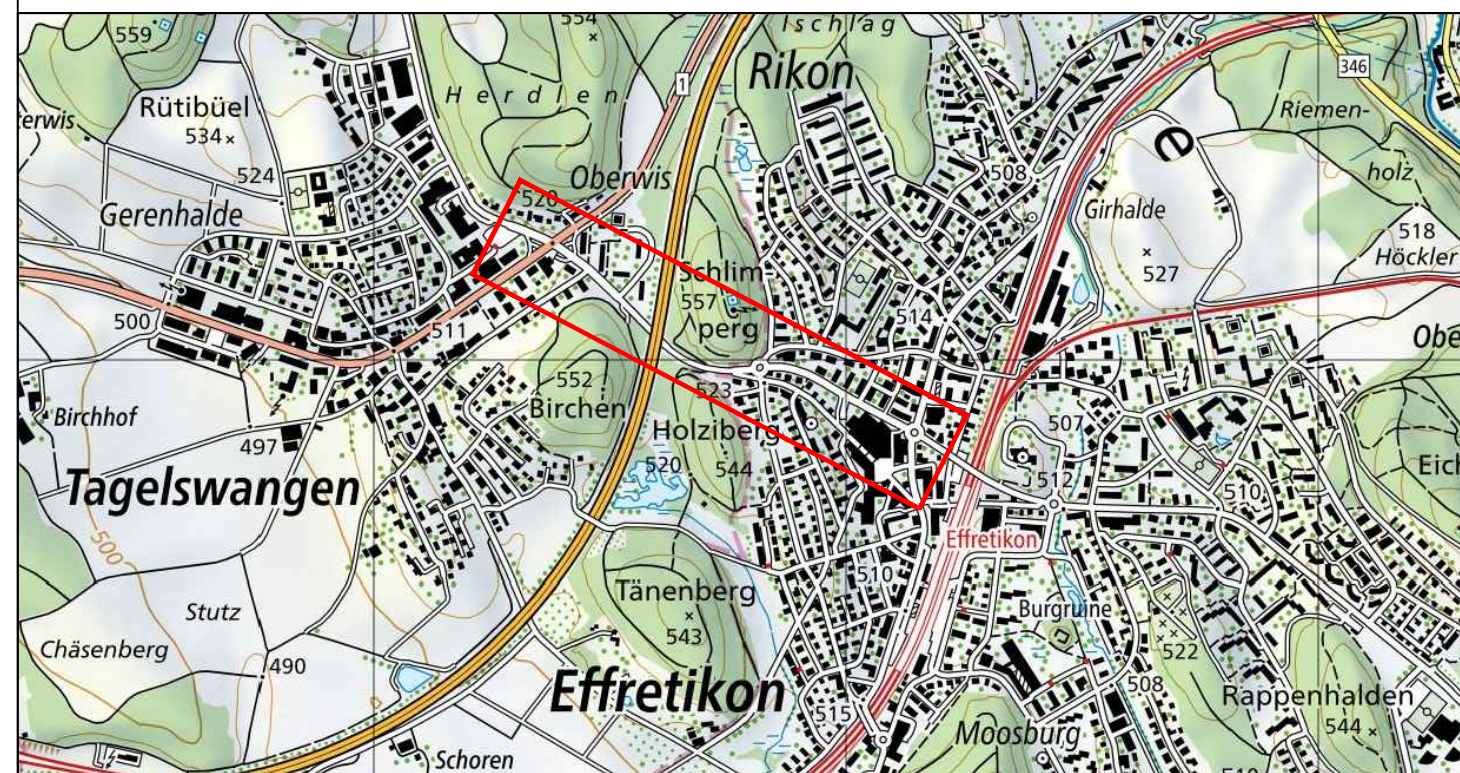 559
554
Ischlag
Rikon
346
1
Rütibüel
534
Herdlen
Riemen-
erwis
e
holz
524
508
Oberwis
520
Gerenhalde
Girhalde
518
Höckler
527
Schlim-
557
perg
500
511
514
Obe
552
Birchen
523
Birchhof
497
Holziberg
507
544
520
Eich
Tagelswangen
512
510
500
Effretikon
510
Tänenberg
Stutz
543
Burgruine
522
Chäsenberg
490
508
Effretikon
Rappenhalden
544
515
Moosburg
Schoren
510